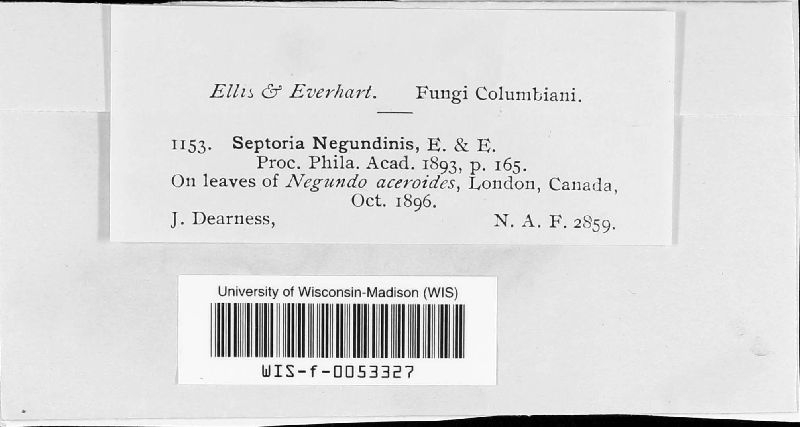 Ellis & Everhart. Fungi Columbiani.
1153. Septoria Negundinis, E. & E.
Proc. Phila. Acad. 1893, p. 165.
On leaves of Negundo aceroides, London, Canada,
Oct. 1896.
J. Dearness, N. A. F. 2859.
University of Wisconsin-Madison (WIS)
WIS-f-0053327